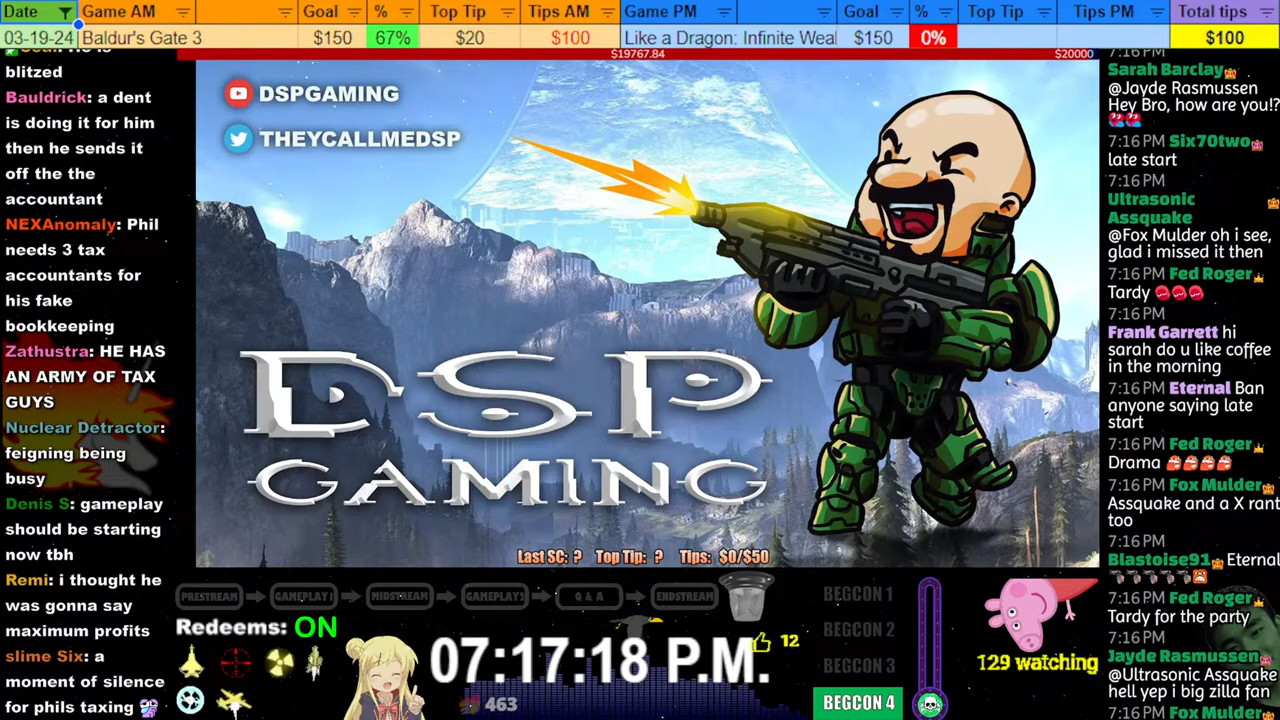 Date Game AM Goal % Top Tip Tips AM Game PM Goal % Top Tip Tips PM Total tips
03-19-24 Baldur's Gate 3 $150 67% $20 $100 Like a Dragon: Infinite Weal $150 0% $100
$19767.84 $20000
blitzed
Bauldrick: a dent
is doing it for him
then he sends it
off the the
accountant
NEXAnomaly: Phil
needs 3 tax
accountants for
his fake
bookkeeping
Zathustra: HE HAS
AN ARMY OF TAX
GUYS
Nuclear Detractor:
feigning being
busy
Denis S: gameplay
should be starting
now tbh
Remi: i thought he
was gonna say
maximum profits
slime Six: a
moment of silence
for phils taxing
DSPGAMING
THEYCALLMEDSP
DSP
GAMING
Last SC: ? Top Tip: ? Tips: $0/$50
PRESTREAM GAMEPLAY1 MIDSTREAM GAMEPLAY2 Q & A ENDSTREAM
Redeems: ON
07:17:18 P.M.
12
463
BEGCON 1
BEGCON 2
BEGCON 3
BEGCON 4
129 watching
7:16 PM
Sarah Barclay
@Jayde Rasmussen
Hey Bro, how are you!?
7:16 PM Six70two
late start
7:16 PM
Ultrasonic
Assquake
@Fox Mulder oh i see,
glad i missed it then
7:16 PM Fed Roger
Tardy
7:16 PM
Frank Garrett hi
sarah do u like coffee
in the morning
7:16 PM Eternal Ban
anyone saying late
start
7:16 PM Fed Roger
Drama
7:16 PM Fox Mulder
Assquake and a X rant
too
7:16 PM
Blastoise91 Eternal
7:16 PM Fed Roger
Tardy for the party
7:16 PM
Jayde Rasmussen
@Ultrasonic Assquake
hell yep i big zilla fan
7:16 PM Fox Mulder